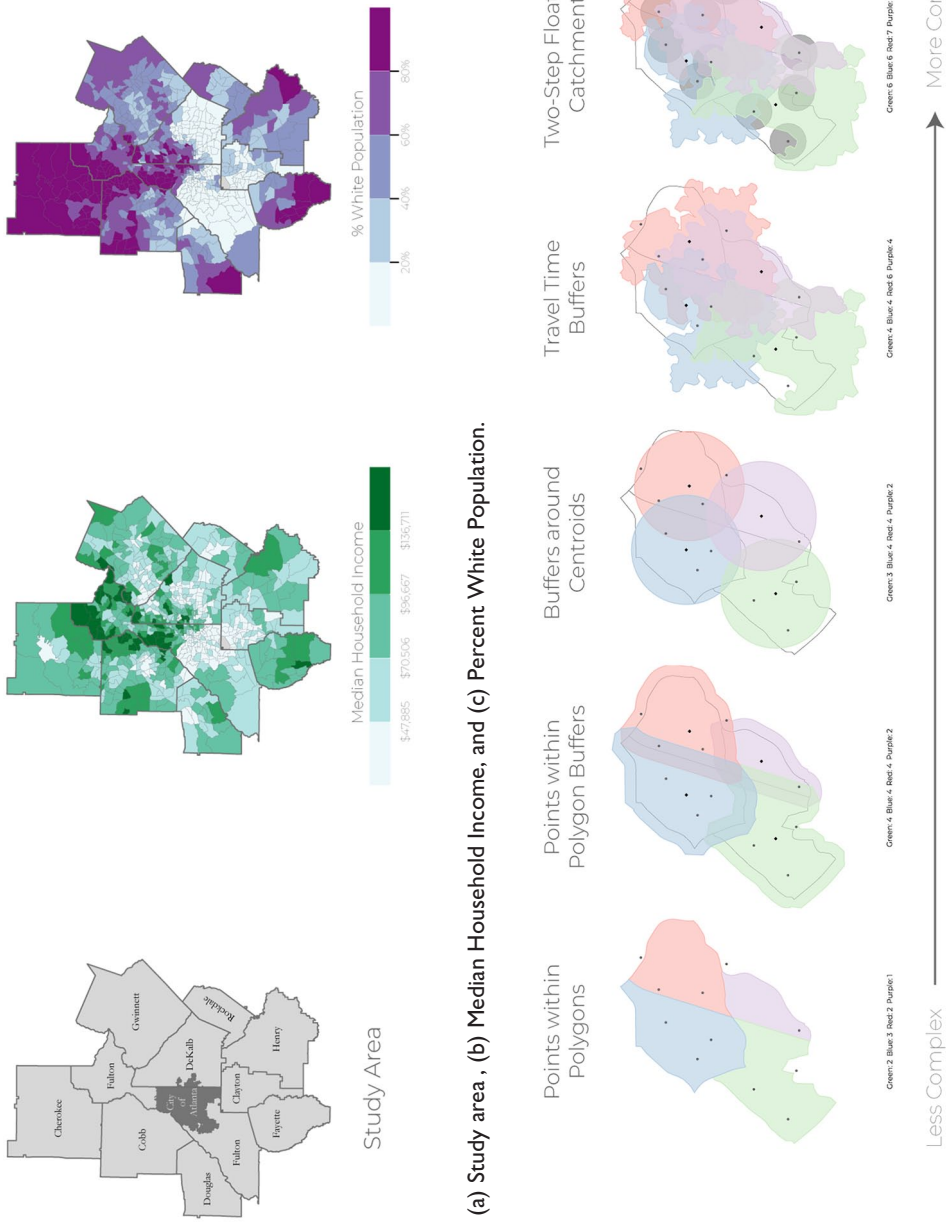 Cherokee
Cobb
Fulton
Gwinnett
DeKalb
Rockdale
City
of
Atlanta
Douglas
Fulton
Clayton
Fayette
Henry
Study Area
Median Household Income
$47,885 $70,506 $96,667 $136,711
% White Population
20% 40% 60% 80%
(a) Study area , (b) Median Household Income, and (c) Percent White Population.
Points within
Polygons
Green: 2 Blue: 3 Red: 2 Purple: 1
Points within
Polygon Buffers
Green: 4 Blue: 4 Red: 4 Purple: 2
Buffers around
Centroids
Green: 3 Blue: 4 Red: 4 Purple: 2
Travel Time
Buffers
Green: 4 Blue: 4 Red: 6 Purple: 4
Two-Step Float
Catchment
Green: 6 Blue: 6 Red: 7 Purple:
Less Complex
More Con